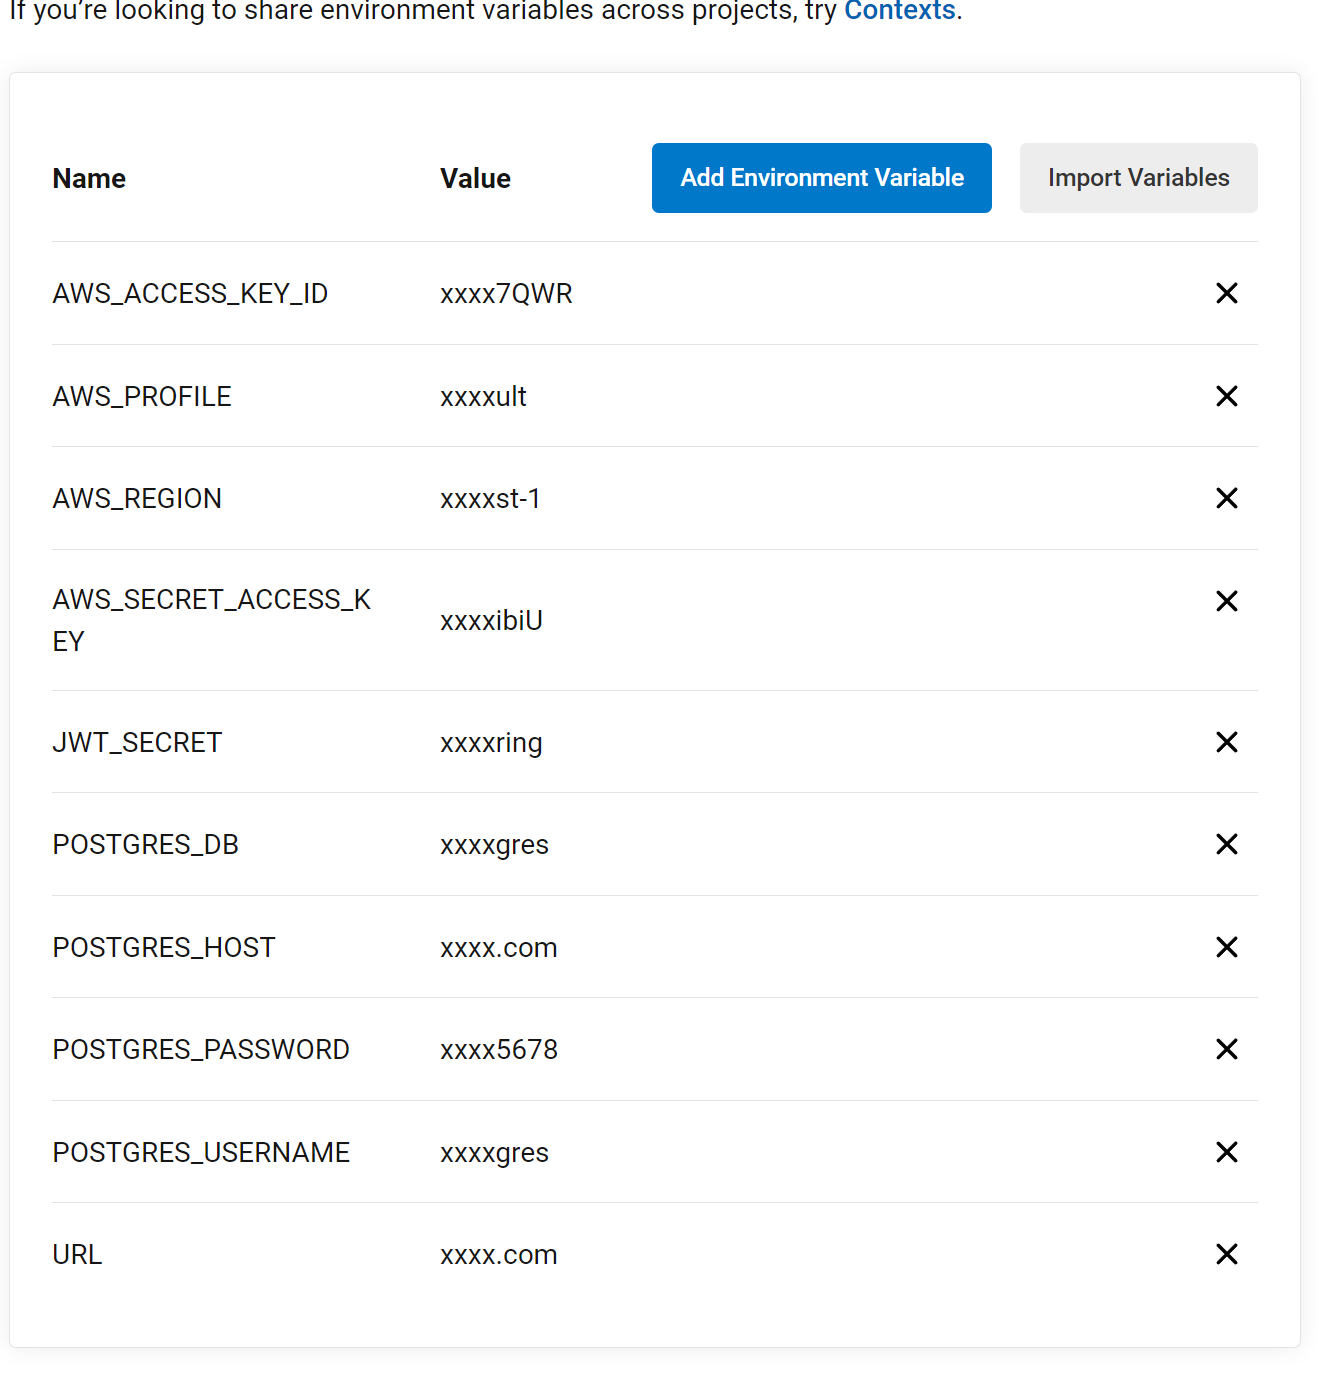 If you’re looking to share environment variables across projects, try Contexts.
Name Value Add Environment Variable Import Variables
AWS_ACCESS_KEY_ID xxxx7QWR
AWS_PROFILE xxxxult
AWS_REGION xxxxst-1
AWS_SECRET_ACCESS_K
EY xxxxibiU
JWT_SECRET xxxxring
POSTGRES_DB xxxxgres
POSTGRES_HOST xxxx.com
POSTGRES_PASSWORD xxxx5678
POSTGRES_USERNAME xxxxgres
URL xxxx.com